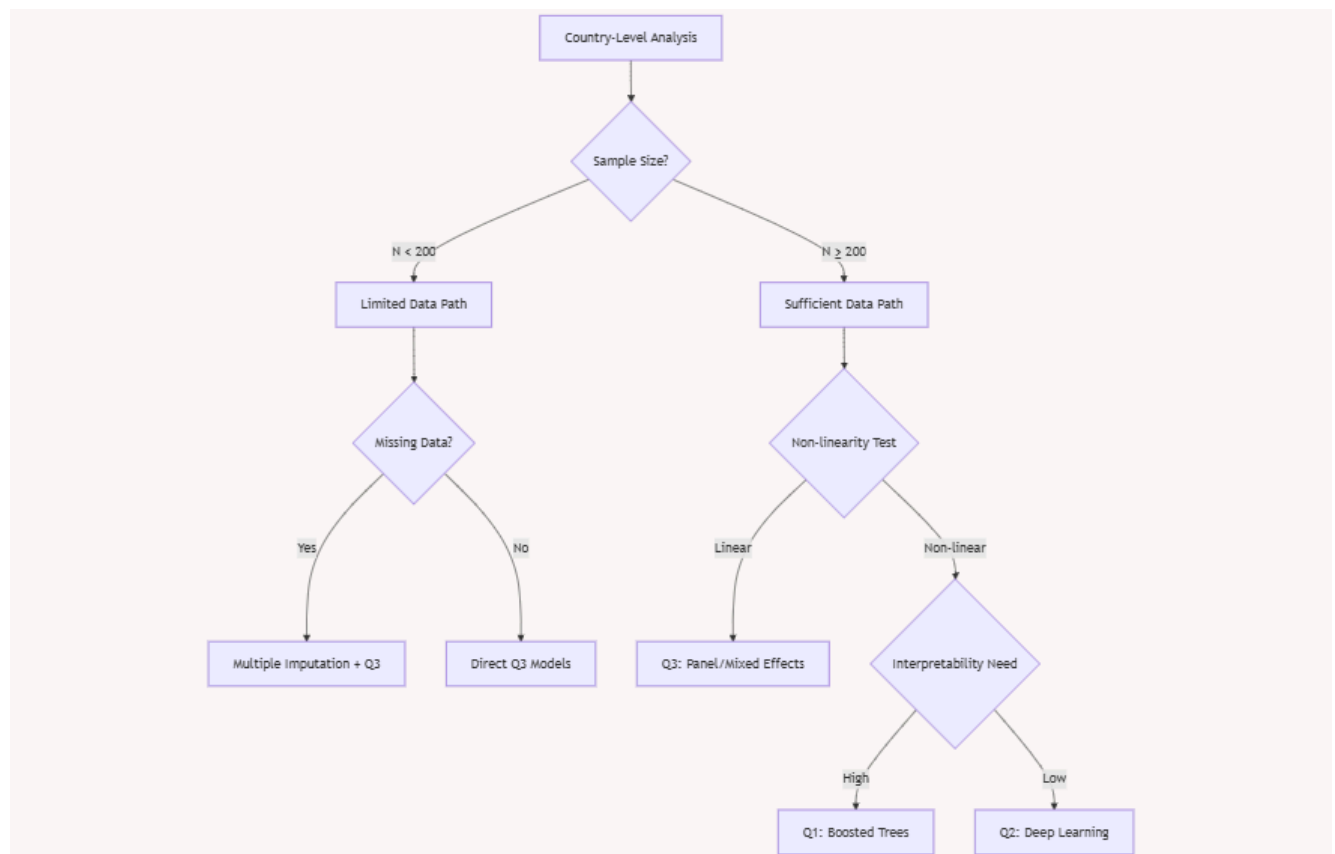 Country-Level Analysis
Sample Size?
N < 200
N ≥ 200
Limited Data Path
Sufficient Data Path
Missing Data?
Non-linearity Test
Yes
No
Linear
Non-linear
Multiple Imputation + Q3
Direct Q3 Models
Q3: Panel/Mixed Effects
Interpretability Need
High
Low
Q1: Boosted Trees
Q2: Deep Learning